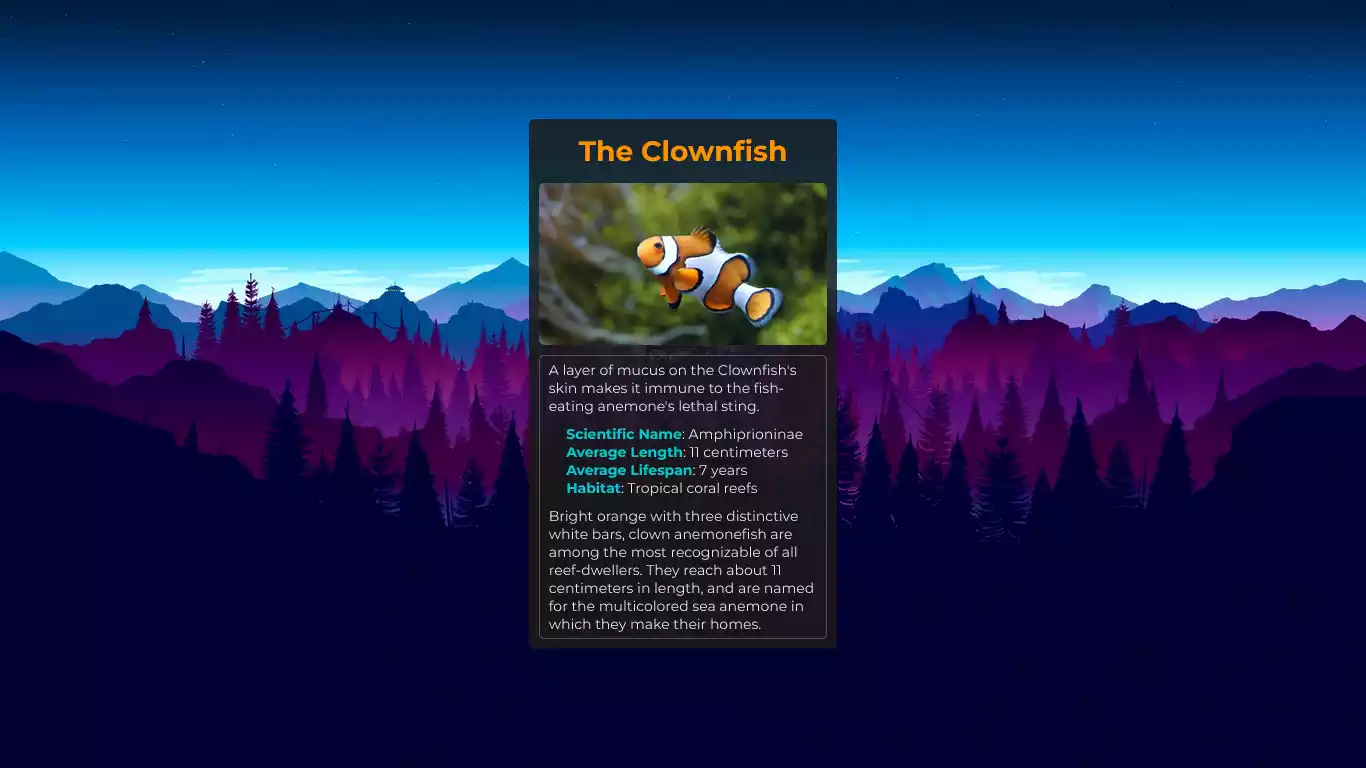 The Clownfish
A layer of mucus on the Clownfish's
skin makes it immune to the fish-
eating anemone's lethal sting.
Scientific Name: Amphiprioninae
Average Length: 11 centimeters
Average Lifespan: 7 years
Habitat: Tropical coral reefs
Bright orange with three distinctive
white bars, clown anemonefish are
among the most recognizable of all
reef-dwellers. They reach about 11
centimeters in length, and are named
for the multicolored sea anemone in
which they make their homes.